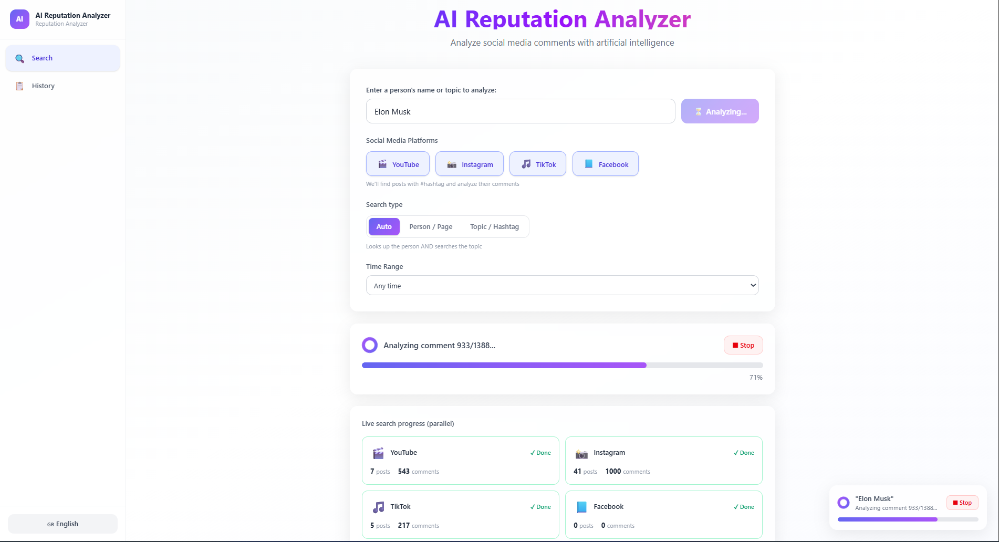 AI
AI Reputation Analyzer
Reputation Analyzer
Search
History
GB English
AI Reputation Analyzer
Analyze social media comments with artificial intelligence
Enter a person's name or topic to analyze:
Elon Musk
Analyzing...
Social Media Platforms
YouTube Instagram TikTok Facebook
We'll find posts with #hashtag and analyze their comments
Search type
Auto Person / Page Topic / Hashtag
Looks up the person AND searches the topic
Time Range
Any time
Analyzing comment 933/1388...
Stop
71%
Live search progress (parallel)
YouTube ✓ Done
7 posts 543 comments
Instagram ✓ Done
41 posts 1000 comments
TikTok ✓ Done
5 posts 217 comments
Facebook ✓ Done
0 posts 0 comments
"Elon Musk"
Analyzing comment 933/1388...
Stop